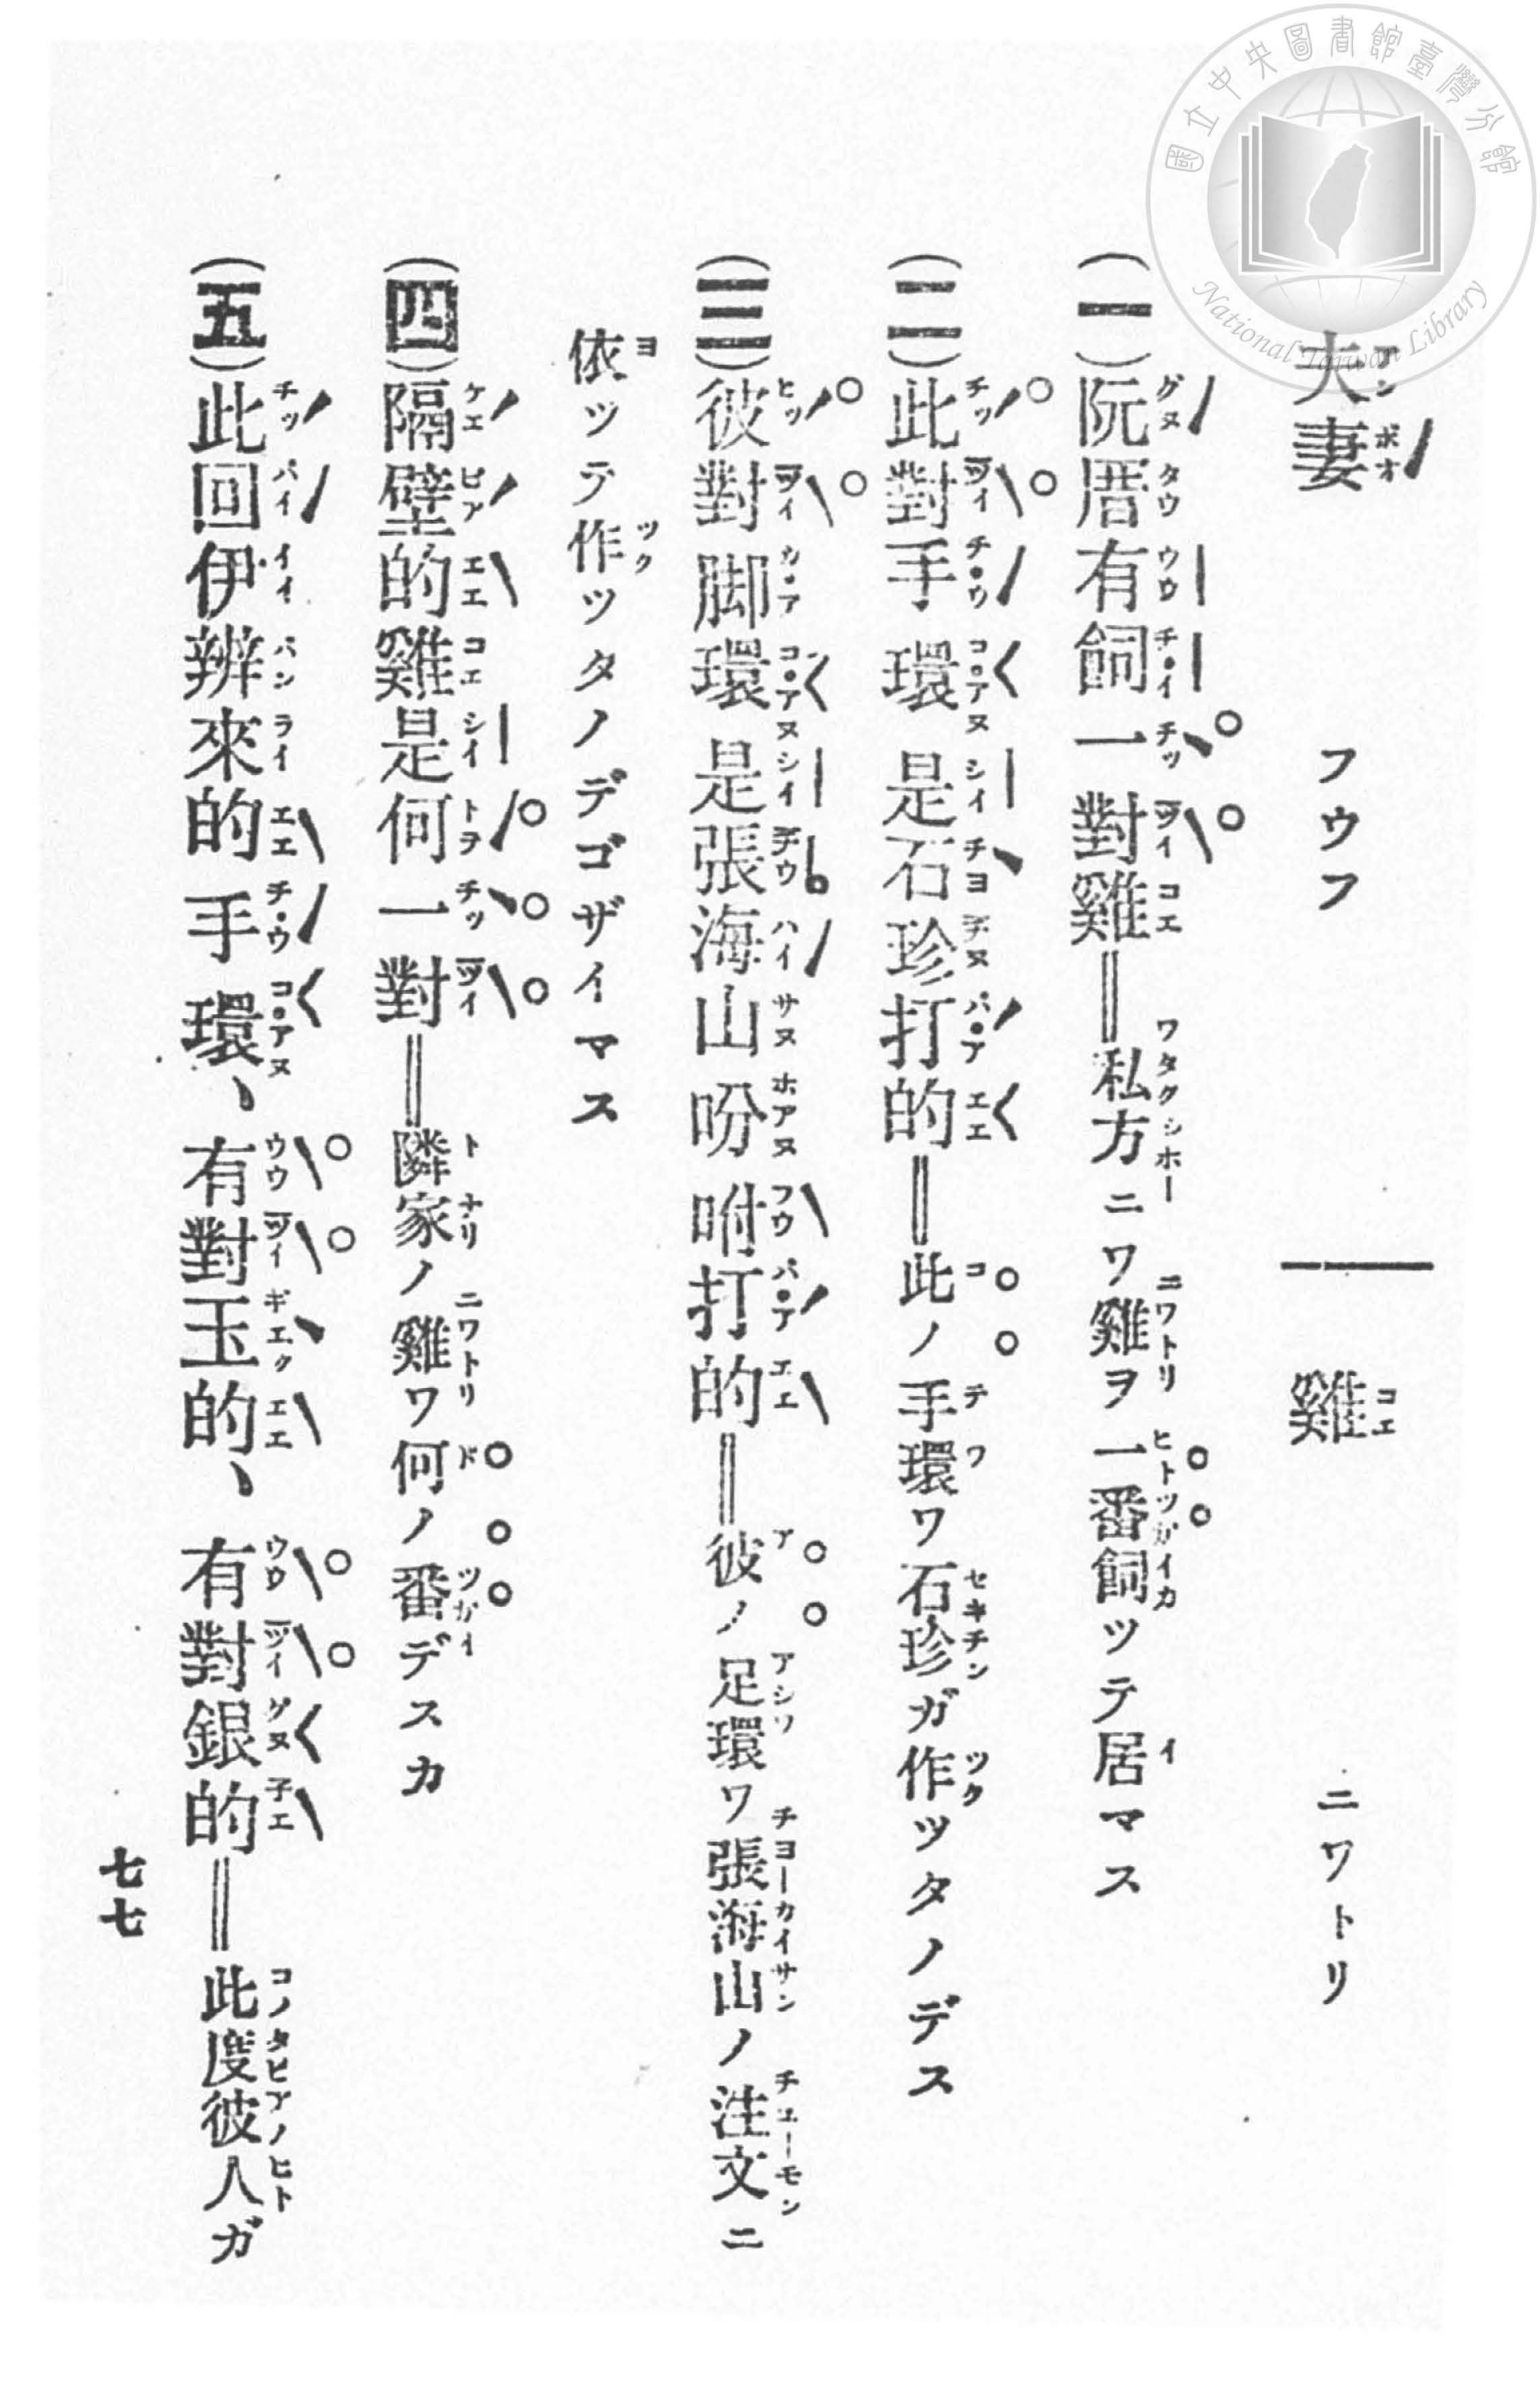 國立中央圖書館臺灣分館
National Taiwan Library
夫妻 フウフ ― 雞 ニワトリ
(一)阮厝有飼一對雞‖私方ニワ雞ヲ一番飼ツテ居マス
(二)此對手環是石珍打的‖此ノ手環ワ石珍ガ作ツタノデス
(三)彼對脚環是張海山吩咐打的‖彼ノ足環ワ張海山ノ注文ニ
依ツテ作ツタノデゴザイマス
(四)隔壁的雞是何一對‖隣家ノ雞ワ何ノ番デスカ
(五)此回伊辨來的手環、有對玉的、有對銀的‖此度彼人ガ
七七